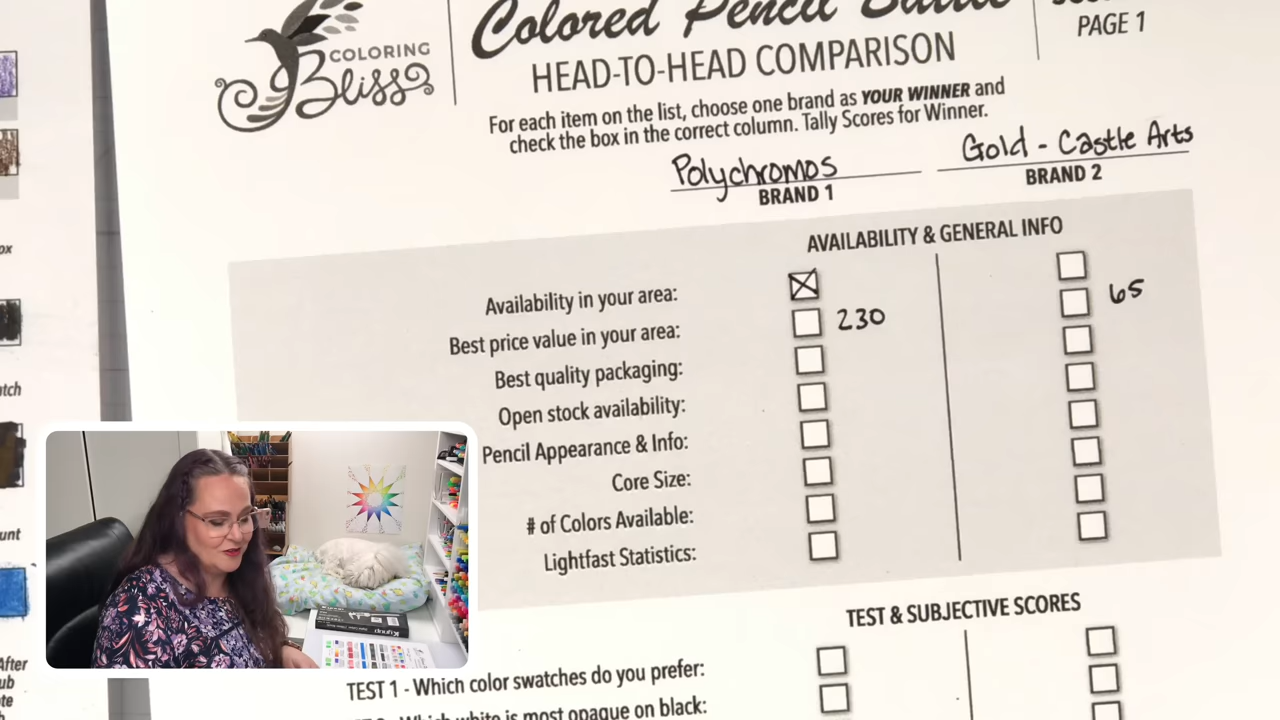 Colored Pencil Battle
PAGE 1
COLORING
Bliss
HEAD-TO-HEAD COMPARISON
For each item on the list, choose one brand as YOUR WINNER and
check the box in the correct column. Tally Scores for Winner.
Polychromos
Gold - Castle Arts
BRAND 1
BRAND 2
AVAILABILITY & GENERAL INFO
Availability in your area:
Best price value in your area: 230 65
Best quality packaging:
Open stock availability:
Pencil Appearance & Info:
Core Size:
# of Colors Available:
Lightfast Statistics:
TEST & SUBJECTIVE SCORES
TEST 1 - Which color swatches do you prefer:
Which white is most opaque on black:
After